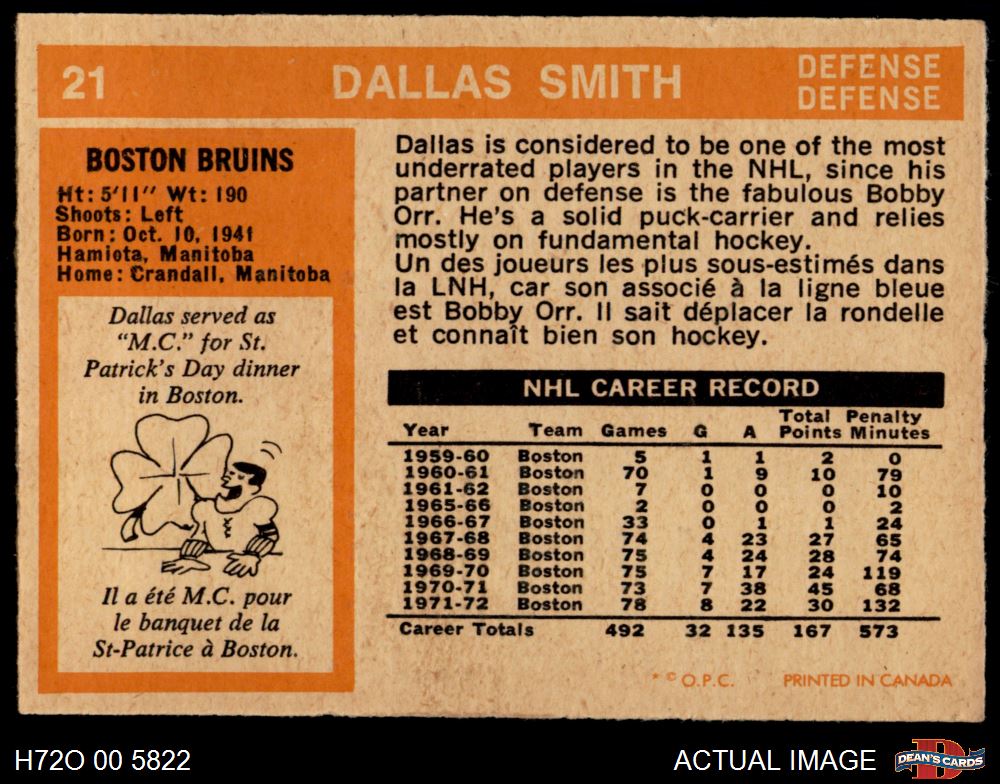 21 DALLAS SMITH DEFENSE
DEFENSE
BOSTON BRUINS
Ht: 5'11'' Wt: 190
Shoots: Left
Born: Oct. 10, 1941
Hamiota, Manitoba
Home: Crandall, Manitoba
Dallas served as
"M.C." for St.
Patrick's Day dinner
in Boston.
Il a été M.C. pour
le banquet de la
St-Patrice à Boston.
Dallas is considered to be one of the most
underrated players in the NHL, since his
partner on defense is the fabulous Bobby
Orr. He's a solid puck-carrier and relies
mostly on fundamental hockey.
Un des joueurs les plus sous-estimés dans
la LNH, car son associé à la ligne bleue
est Bobby Orr. Il sait déplacer la rondelle
et connaît bien son hockey.
NHL CAREER RECORD
Total Penalty
Year Team Games G A Points Minutes
1959-60 Boston 5 1 1 2 0
1960-61 Boston 70 1 9 10 79
1961-62 Boston 7 0 0 0 10
1965-66 Boston 2 0 0 0 2
1966-67 Boston 33 0 1 1 24
1967-68 Boston 74 4 23 27 65
1968-69 Boston 75 4 24 28 74
1969-70 Boston 75 7 17 24 119
1970-71 Boston 73 7 38 45 68
1971-72 Boston 78 8 22 30 132
Career Totals 492 32 135 167 573
* © O.P.C. PRINTED IN CANADA
H72O 00 5822 ACTUAL IMAGE D DEAN'S CARDS